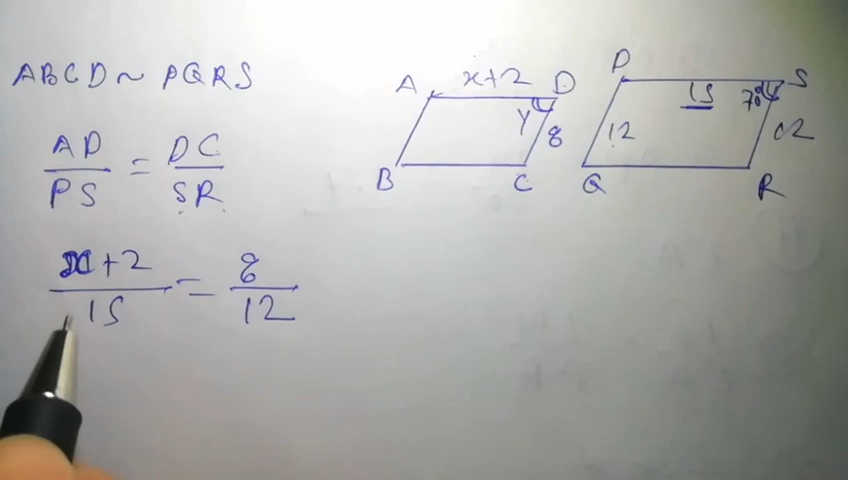 ABCD ~ PQRS
AD/PS = DC/SR
x+2/15 = 8/12
A x+2 D
Y 8
B C
P S
15 70°
12 12
Q R